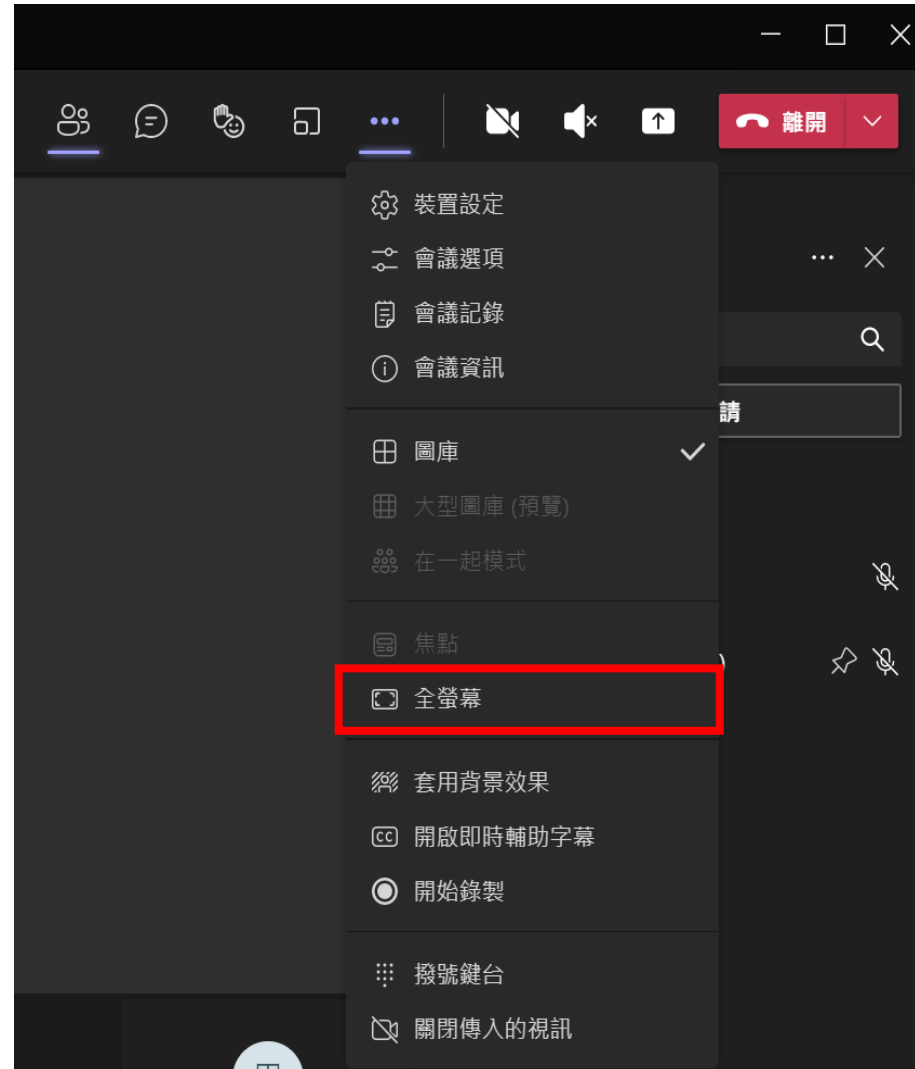 離開
裝置設定
會議選項
會議記錄
會議資訊
請
圖庫
大型圖庫 (預覽)
在一起模式
焦點
)
全螢幕
套用背景效果
CC 開啟即時輔助字幕
開始錄製
撥號鍵台
關閉傳入的視訊